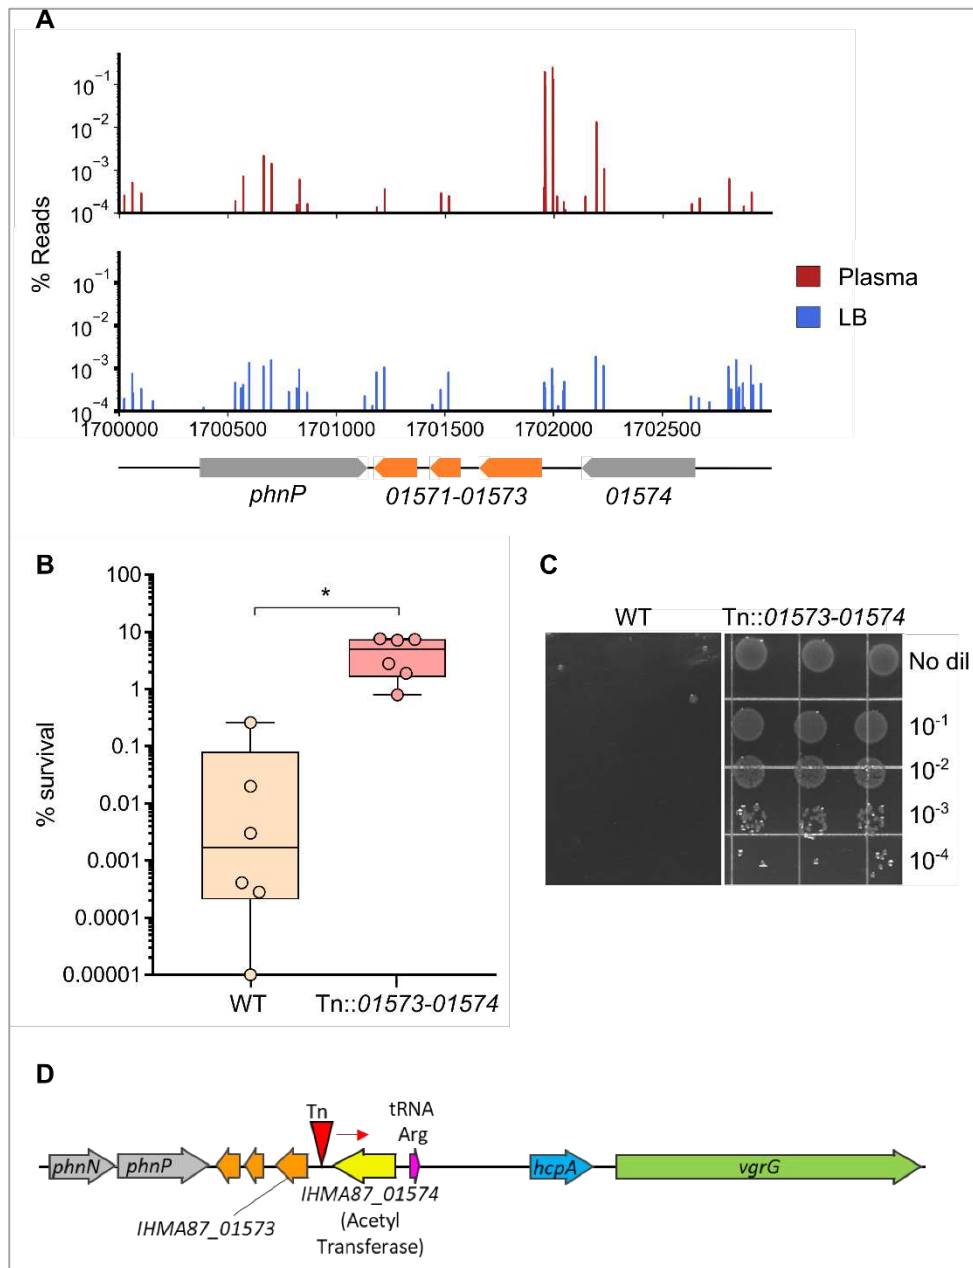 A
10⁻¹
10⁻²
10⁻³
10⁻⁴
% Reads
10⁻¹
10⁻²
10⁻³
10⁻⁴
Plasma
LB
1700000 1700500 1701000 1701500 1702000 1702500
phnP 01571-01573 01574
B
100
10
1
0.1
0.01
0.001
0.0001
0.00001
% survival
*
WT Tn::01573-01574
C
WT Tn::01573-01574
No dil
10⁻¹
10⁻²
10⁻³
10⁻⁴
D
Tn tRNA
Arg
phnN phnP hcpA vgrG
IHMA87_01573
IHMA87_01574
(Acetyl
Transferase)